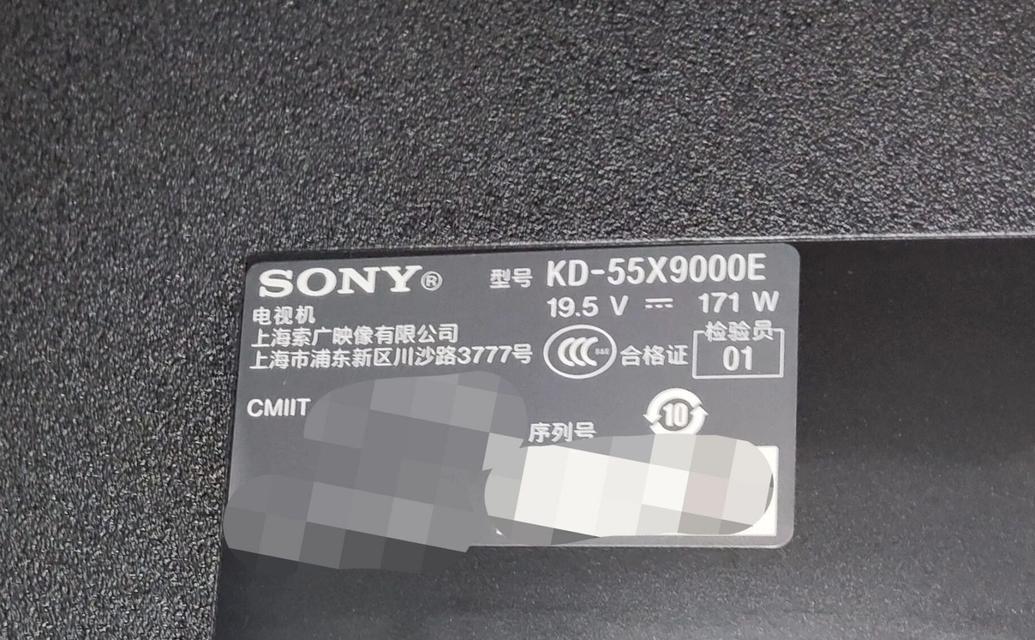 SONY®
型号 KD-55X9000E
19.5 V ⎓ 171 W
电视机
上海索广映像有限公司
上海市浦东新区川沙路3777号
CCC
合格证
检验员
01
CMIIT
10
序列号